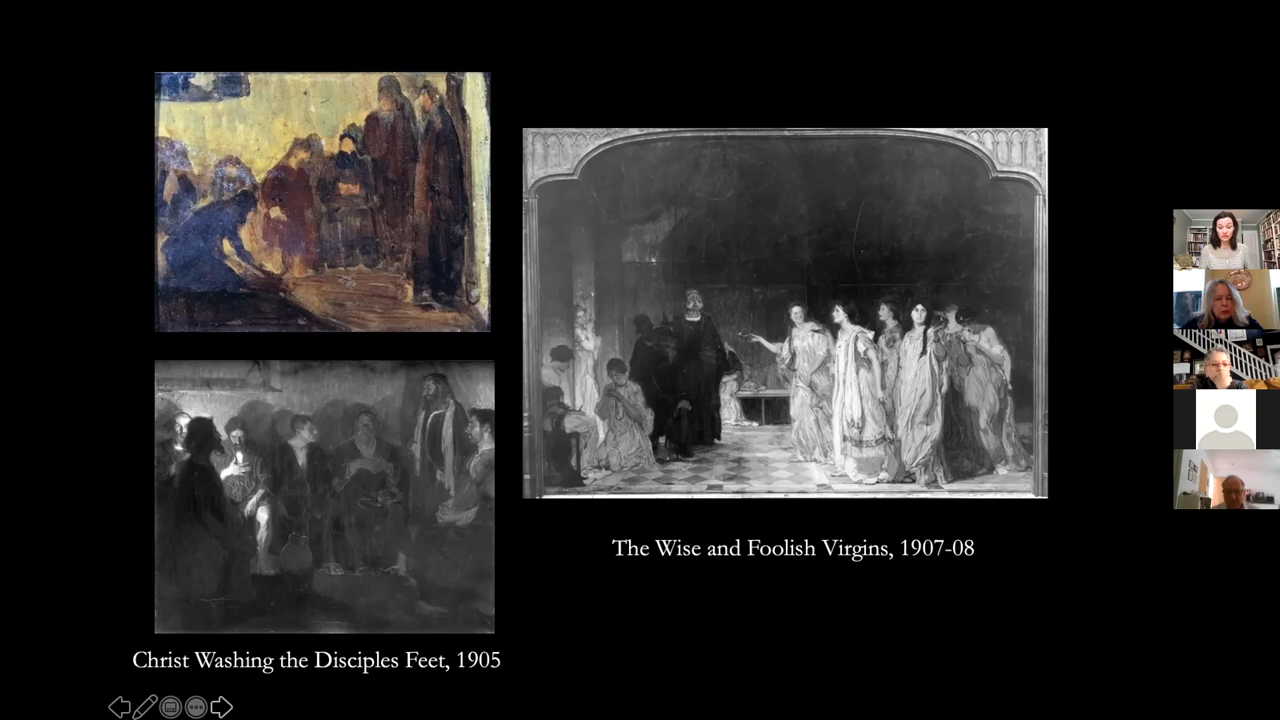 The Wise and Foolish Virgins, 1907-08
Christ Washing the Disciples Feet, 1905